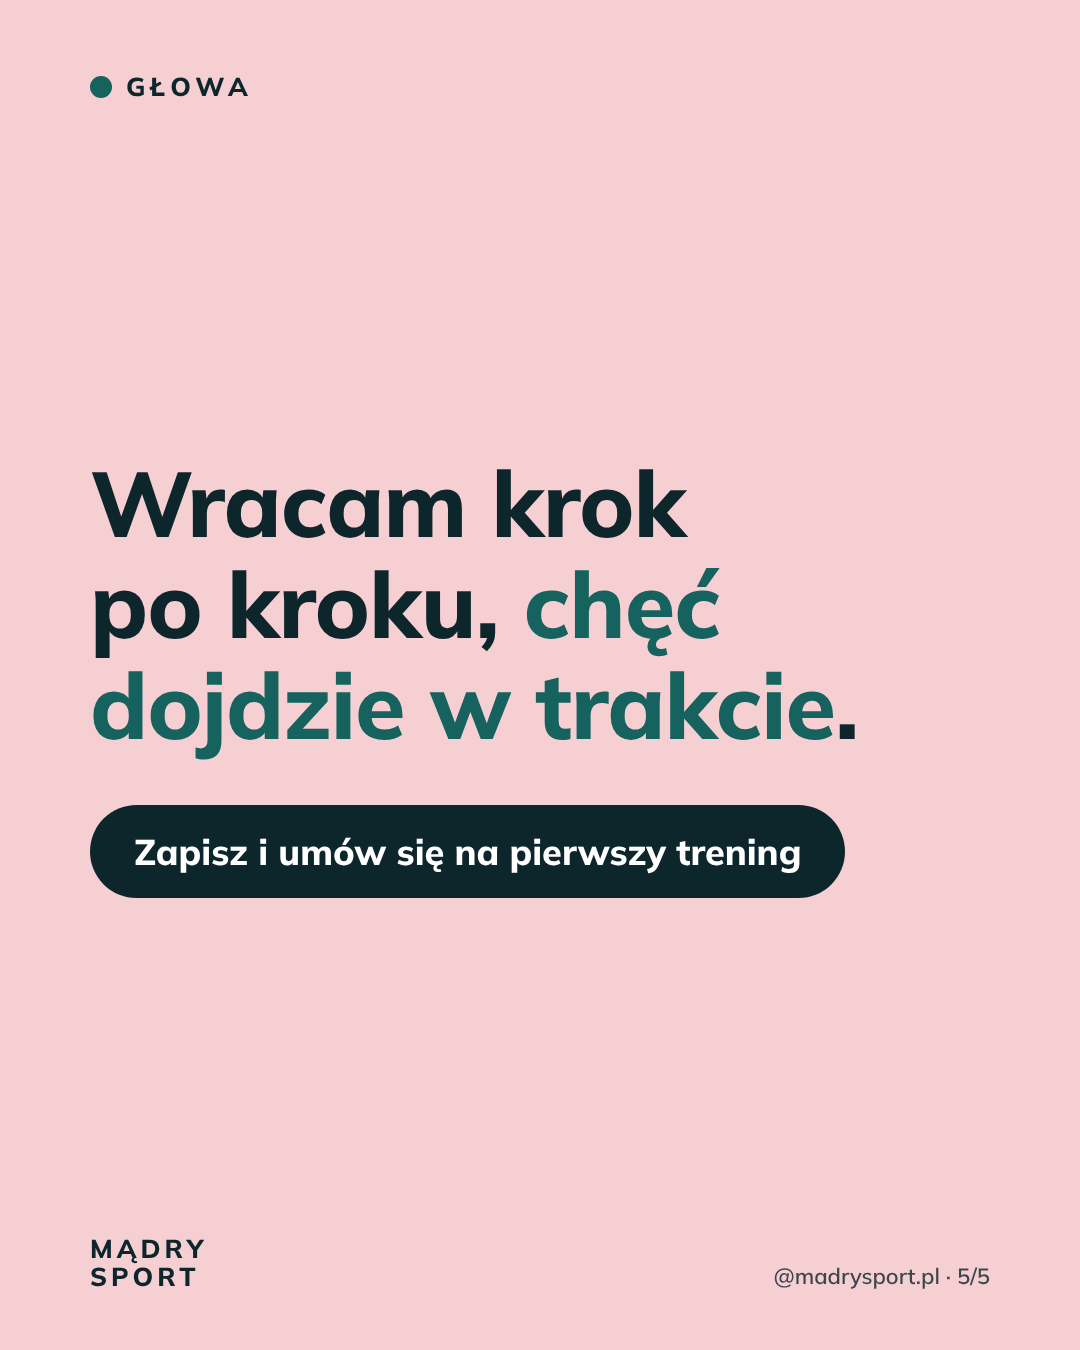 GŁOWA
Wracam krok
po kroku, chęć
dojdzie w trakcie.
Zapisz i umów się na pierwszy trening
MĄDRY
SPORT
@madrysport.pl · 5/5